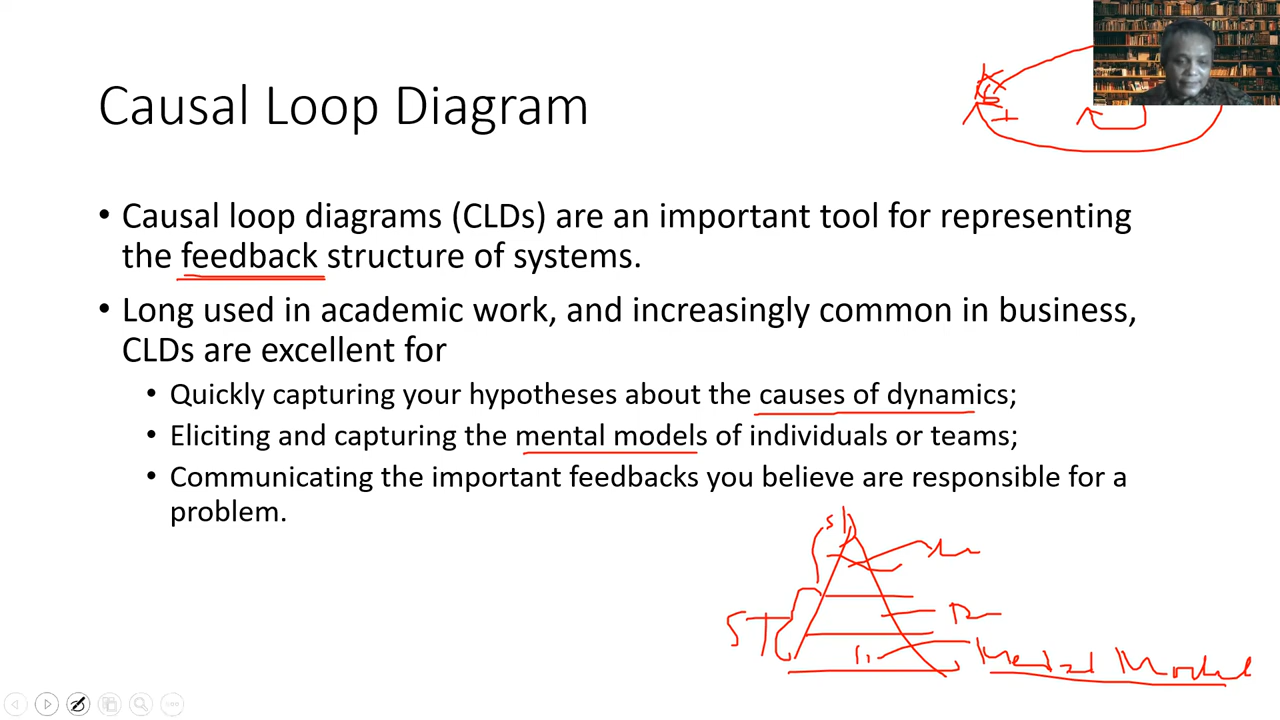 Causal Loop Diagram
• Causal loop diagrams (CLDs) are an important tool for representing
the feedback structure of systems.
• Long used in academic work, and increasingly common in business,
CLDs are excellent for
• Quickly capturing your hypotheses about the causes of dynamics;
• Eliciting and capturing the mental models of individuals or teams;
• Communicating the important feedbacks you believe are responsible for a
problem.
ST
Mental Model